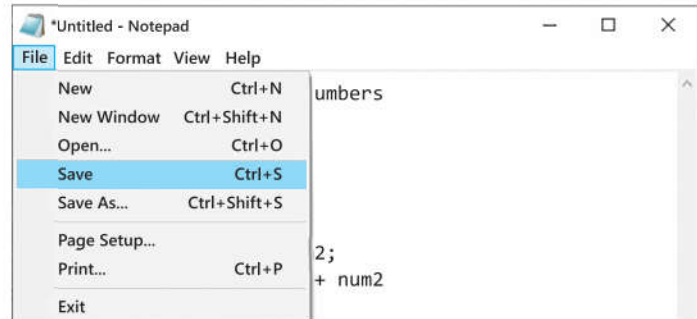 *Untitled - Notepad
File Edit Format View Help
New Ctrl+N
umbers
New Window Ctrl+Shift+N
Open... Ctrl+O
Save Ctrl+S
Save As... Ctrl+Shift+S
Page Setup...
2;
Print... Ctrl+P
+ num2
Exit